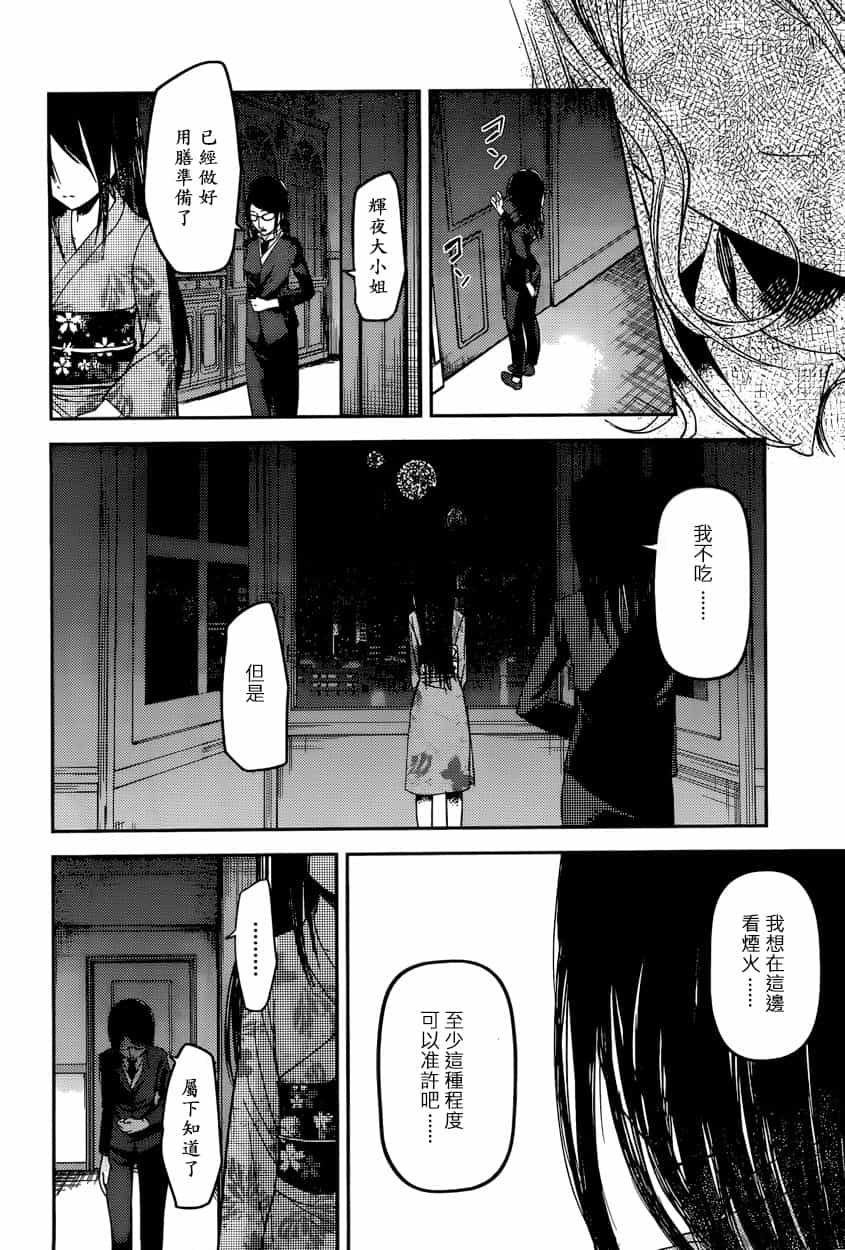 コン
コン
輝夜大小姐
已經做好
用膳準備了
我不吃……
但是
我想在這邊
看煙火……
至少這種程度
可以准許吧……
………
屬下知道了